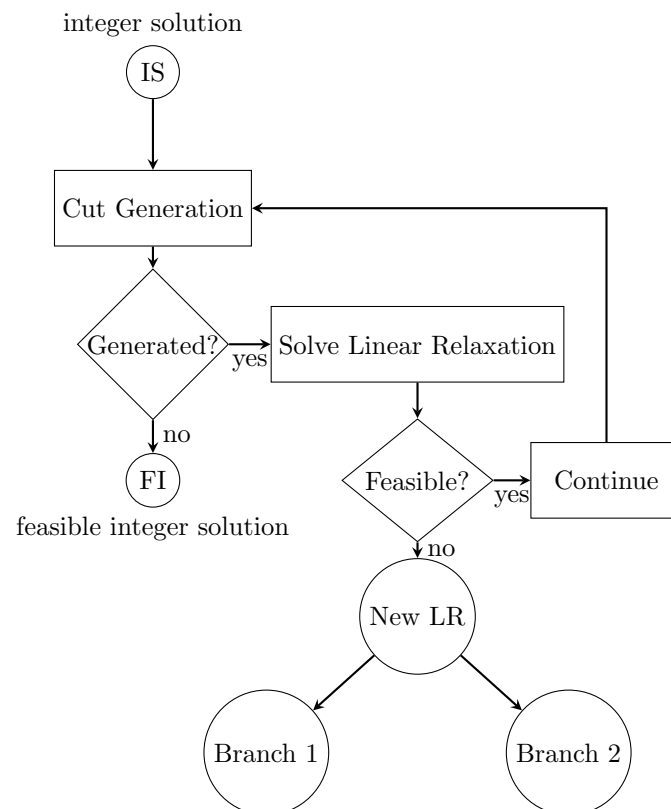 integer solution
IS
Cut Generation
Generated?
yes
Solve Linear Relaxation
no
FI
feasible integer solution
Feasible?
yes
Continue
no
New LR
Branch 1
Branch 2